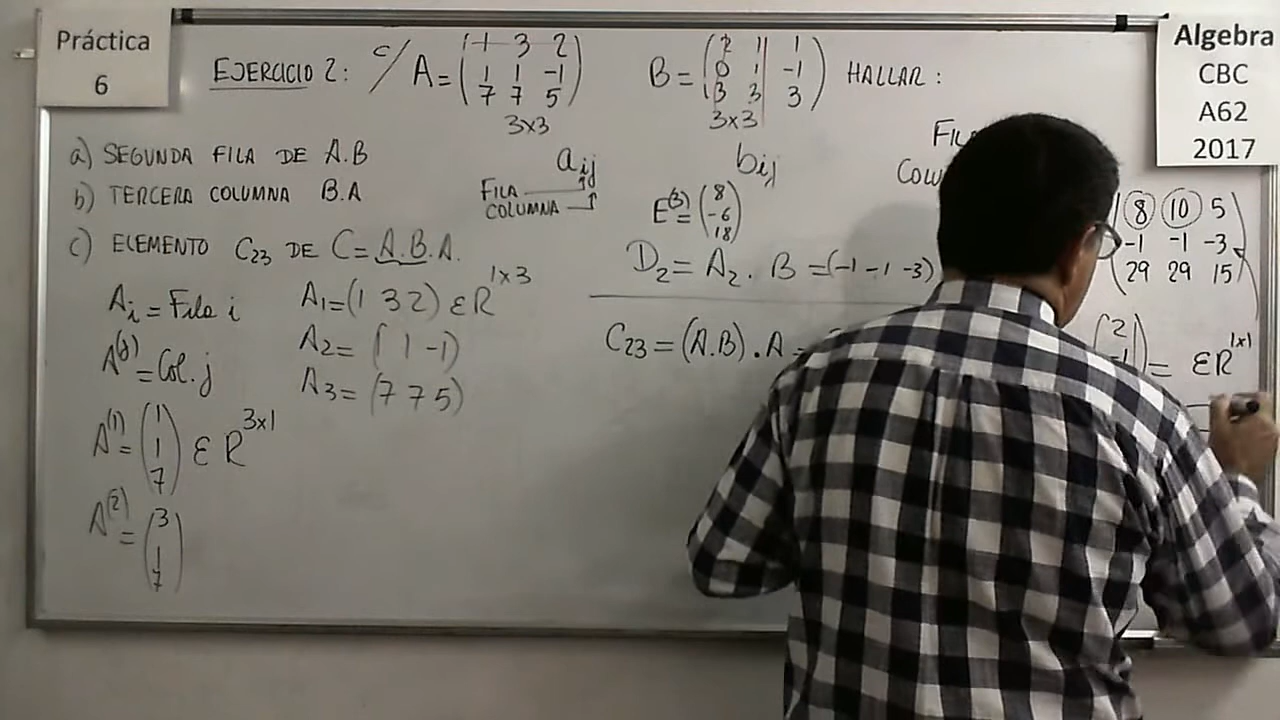 Práctica
6
EJERCICIO 2: c/ A = ( 1 3 2 ) B = ( 2 1 1 ) HALLAR :
( 1 1 -1 ) ( 0 1 -1 )
( 7 7 5 ) ( 3 3 3 )
3x3 3x3
Algebra
CBC
A62
2017
a) SEGUNDA FILA DE A.B
b) TERCERA COLUMNA B.A
c) ELEMENTO C23 DE C = A.B.A.
aij bij
FILA
COLUMNA
E(3) = ( 8 )
( -6 )
( 18 )
D2 = A2 . B = (-1 -1 -3)
( 8 10 5 )
-1 -1 -3
29 29 15
Ai = Fila i A1 = (1 3 2) ε R 1x3
A(j) = Col. j A2 = ( 1 -1)
A3 = (7 7 5)
C23 = (A.B) . A =
= ε R 1x1
A(1) = ( 1 ) ε R 3x1
( 1 )
( 7 )
A(2) = ( 3 )
( 1 )
( 7 )